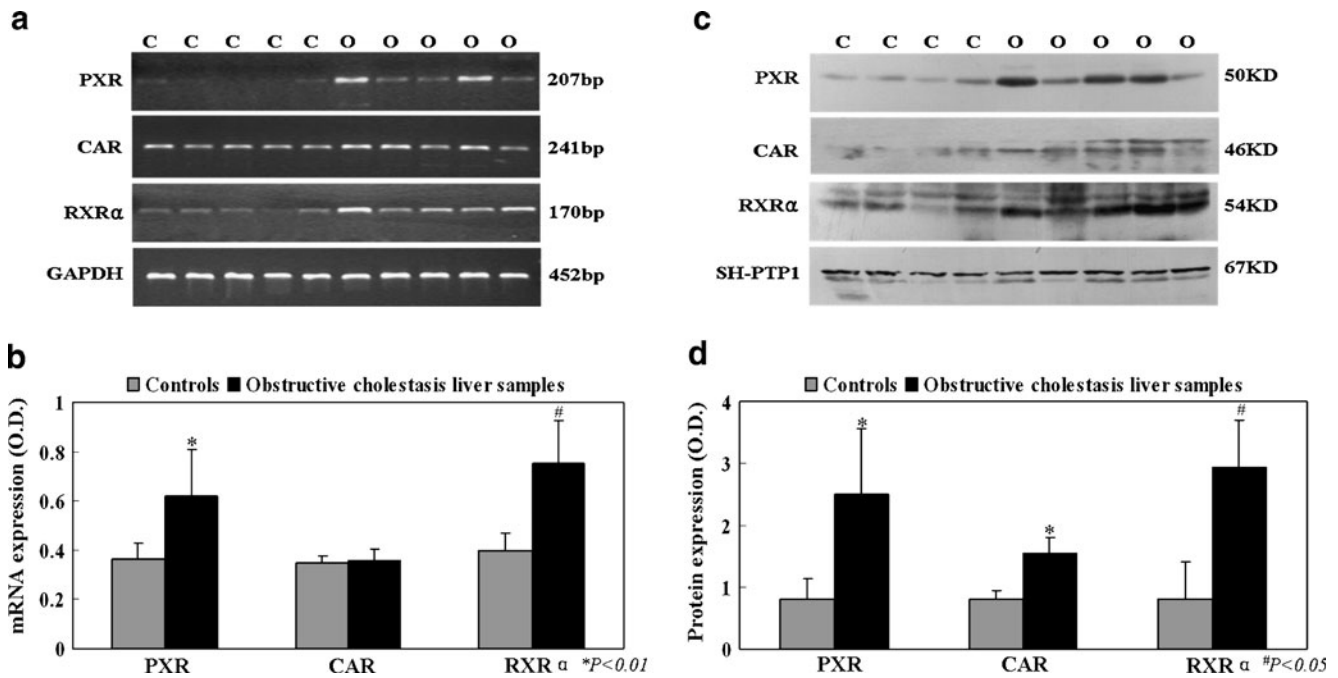 a
C C C C C O O O O O
PXR 207bp
CAR 241bp
RXRα 170bp
GAPDH 452bp
b
Controls Obstructive cholestasis liver samples
mRNA expression (O.D.)
1
0.8
0.6
0.4
0.2
0
*
#
PXR CAR RXR α *P<0.01
c
C C C C O O O O O
PXR 50KD
CAR 46KD
RXRα 54KD
SH-PTP1 67KD
d
Controls Obstructive cholestasis liver samples
Protein expression (O.D.)
4
3
2
1
0
*
*
#
PXR CAR RXR α #P<0.05